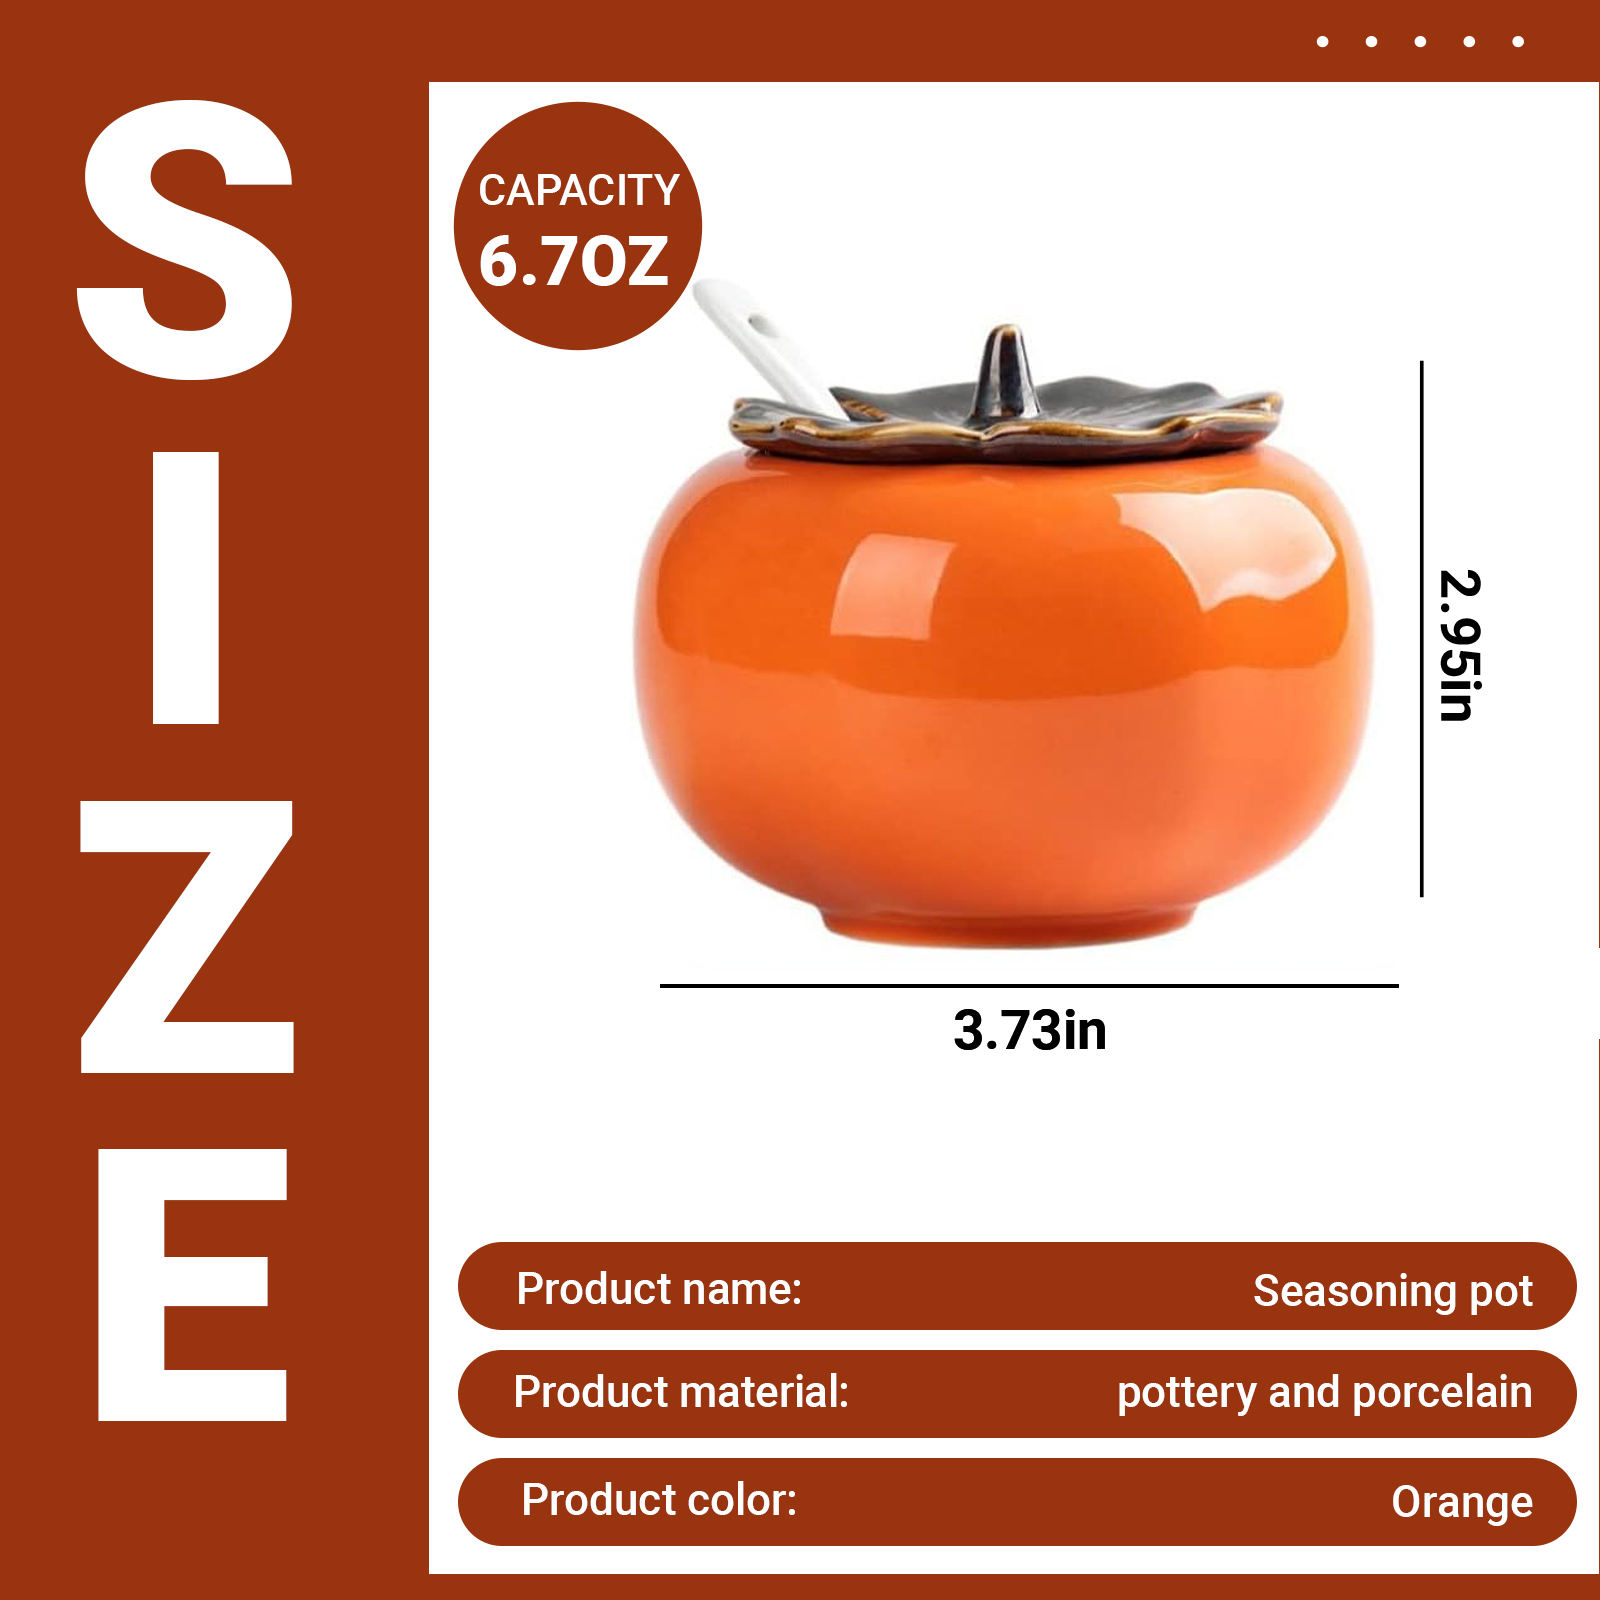 SIZE
CAPACITY
6.7OZ
2.95in
3.73in
Product name: Seasoning pot
Product material: pottery and porcelain
Product color: Orange